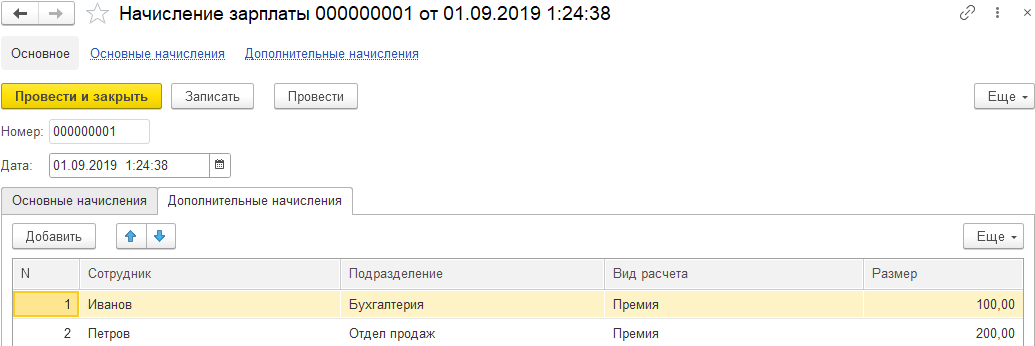 Начисление зарплаты 000000001 от 01.09.2019 1:24:38
Основное Основные начисления Дополнительные начисления
Провести и закрыть Записать Провести Еще
Номер: 000000001
Дата: 01.09.2019 1:24:38
Основные начисления Дополнительные начисления
Добавить Еще
N Сотрудник Подразделение Вид расчета Размер
1 Иванов Бухгалтерия Премия 100,00
2 Петров Отдел продаж Премия 200,00